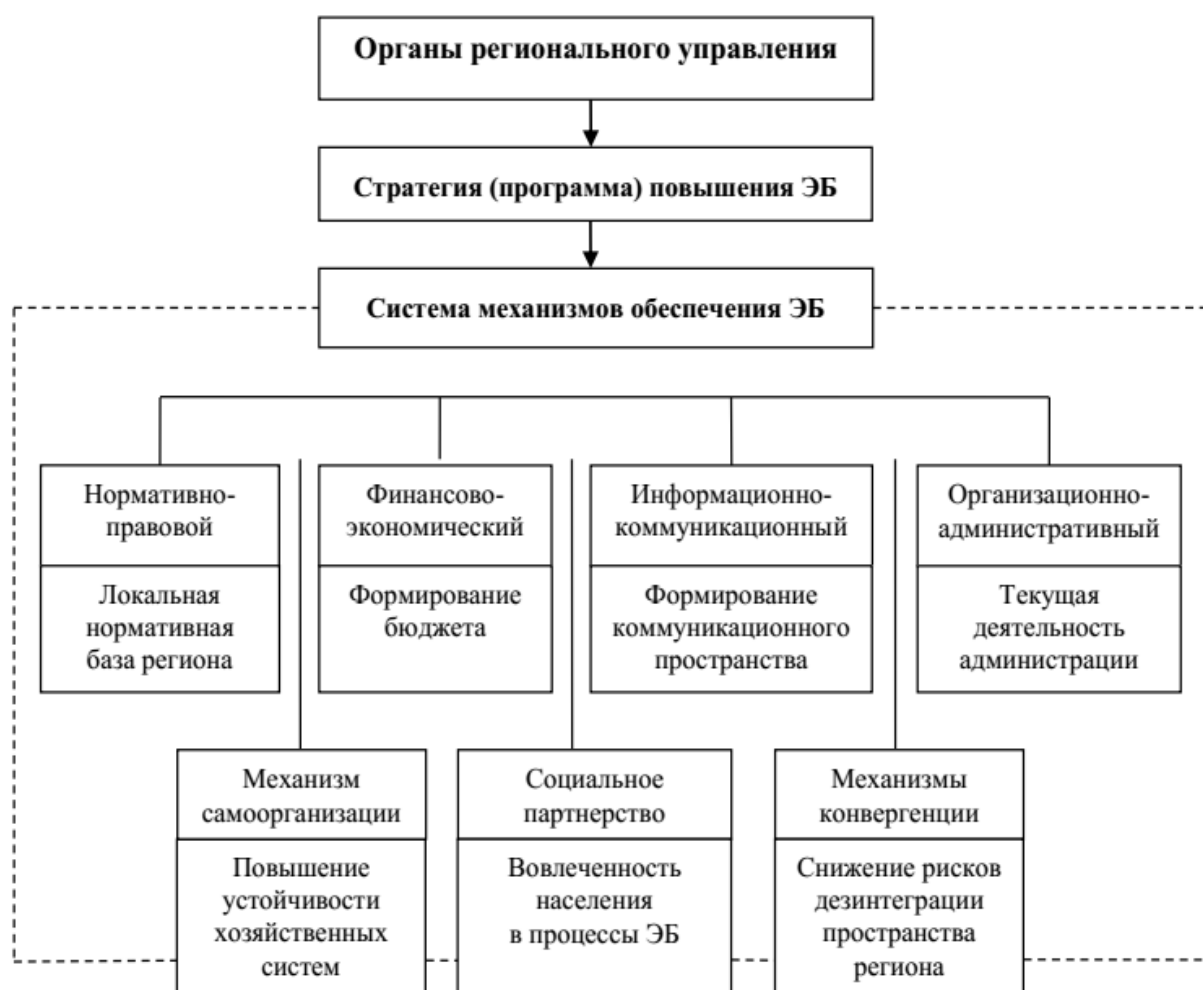 Органы регионального управления
Стратегия (программа) повышения ЭБ
Система механизмов обеспечения ЭБ
Нормативно-
правовой
Локальная
нормативная
база региона
Финансово-
экономический
Формирование
бюджета
Информационно-
коммуникационный
Формирование
коммуникационного
пространства
Организационно-
административный
Текущая
деятельность
администрации
Механизм
самоорганизации
Повышение
устойчивости
хозяйственных
систем
Социальное
партнерство
Вовлеченность
населения
в процессы ЭБ
Механизмы
конвергенции
Снижение рисков
дезинтеграции
пространства
региона